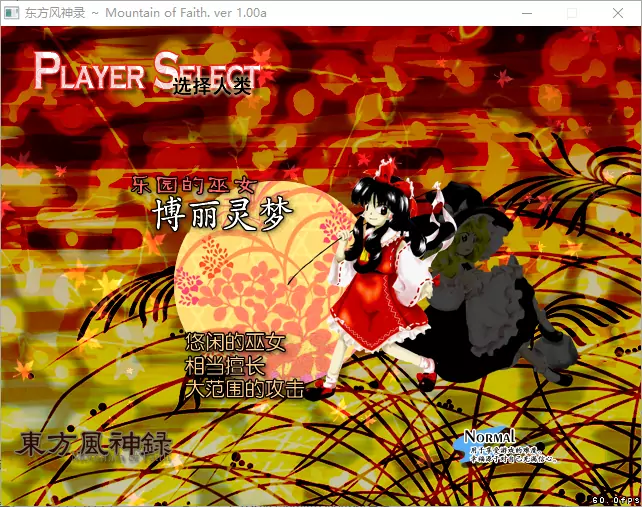 东方风神录 ~ Mountain of Faith. ver 1.00a
PLAYER SELECT
选择人类
乐园的巫女
博丽灵梦
悠闲的巫女
相当擅长
大范围的攻击
東方風神録
NORMAL
60.0fps